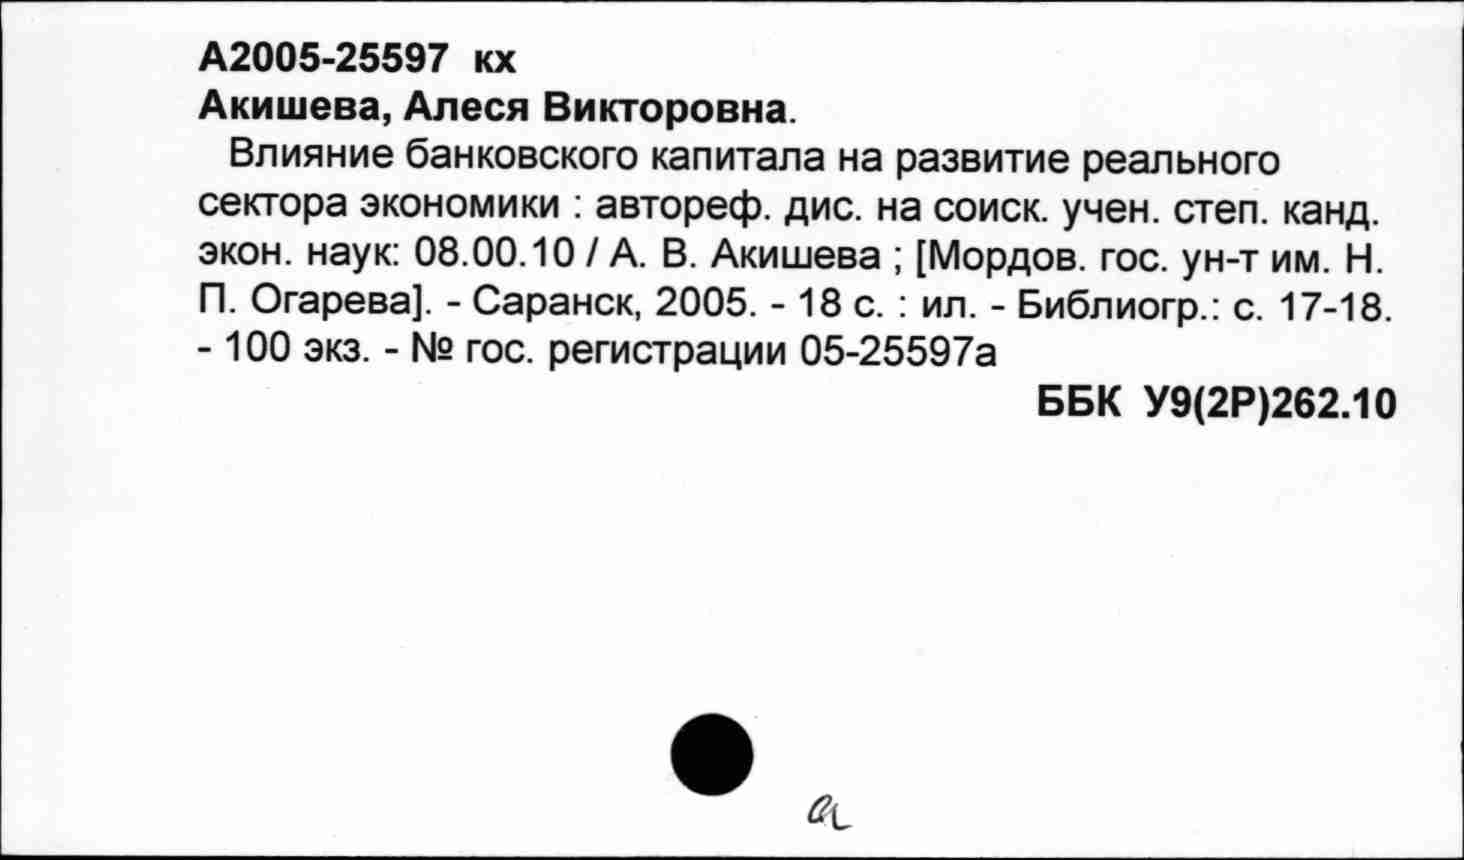 А2005-25597 кх
Акишева, Алеся Викторовна.
Влияние банковского капитала на развитие реального
сектора экономики : автореф. дис. на соиск. учен. степ. канд.
экон. наук: 08.00.10 / А. В. Акишева ; [Мордов. гос. ун-т им. Н.
П. Огарева]. - Саранск, 2005. - 18 с. : ил. - Библиогр.: с. 17-18.
- 100 экз. - № гос. регистрации 05-25597а
ББК У9(2Р)262.10